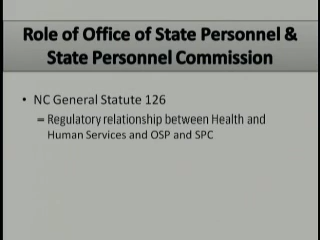 Role of Office of State Personnel &
State Personnel Commission
• NC General Statute 126
– Regulatory relationship between Health and
Human Services and OSP and SPC